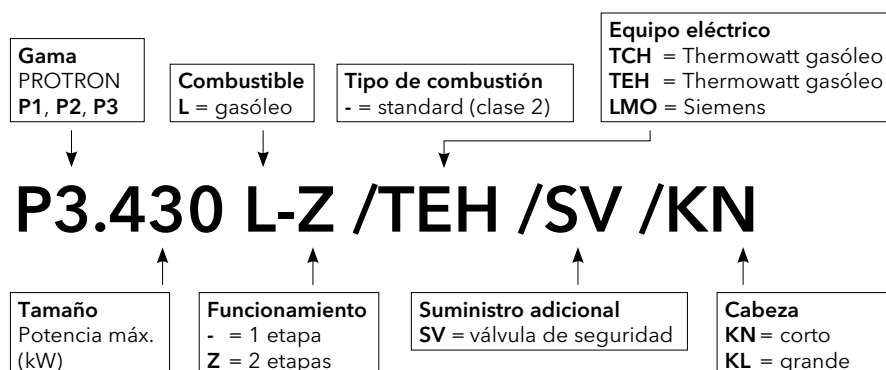 Gama
PROTRON
P1, P2, P3
Combustible
L = gasóleo
Tipo de combustión
- = standard (clase 2)
Equipo eléctrico
TCH = Thermowatt gasóleo
TEH = Thermowatt gasóleo
LMO = Siemens
P3.430 L-Z /TEH /SV /KN
Tamaño
Potencia máx.
(kW)
Funcionamiento
- = 1 etapa
Z = 2 etapas
Suministro adicional
SV = válvula de seguridad
Cabeza
KN = corto
KL = grande